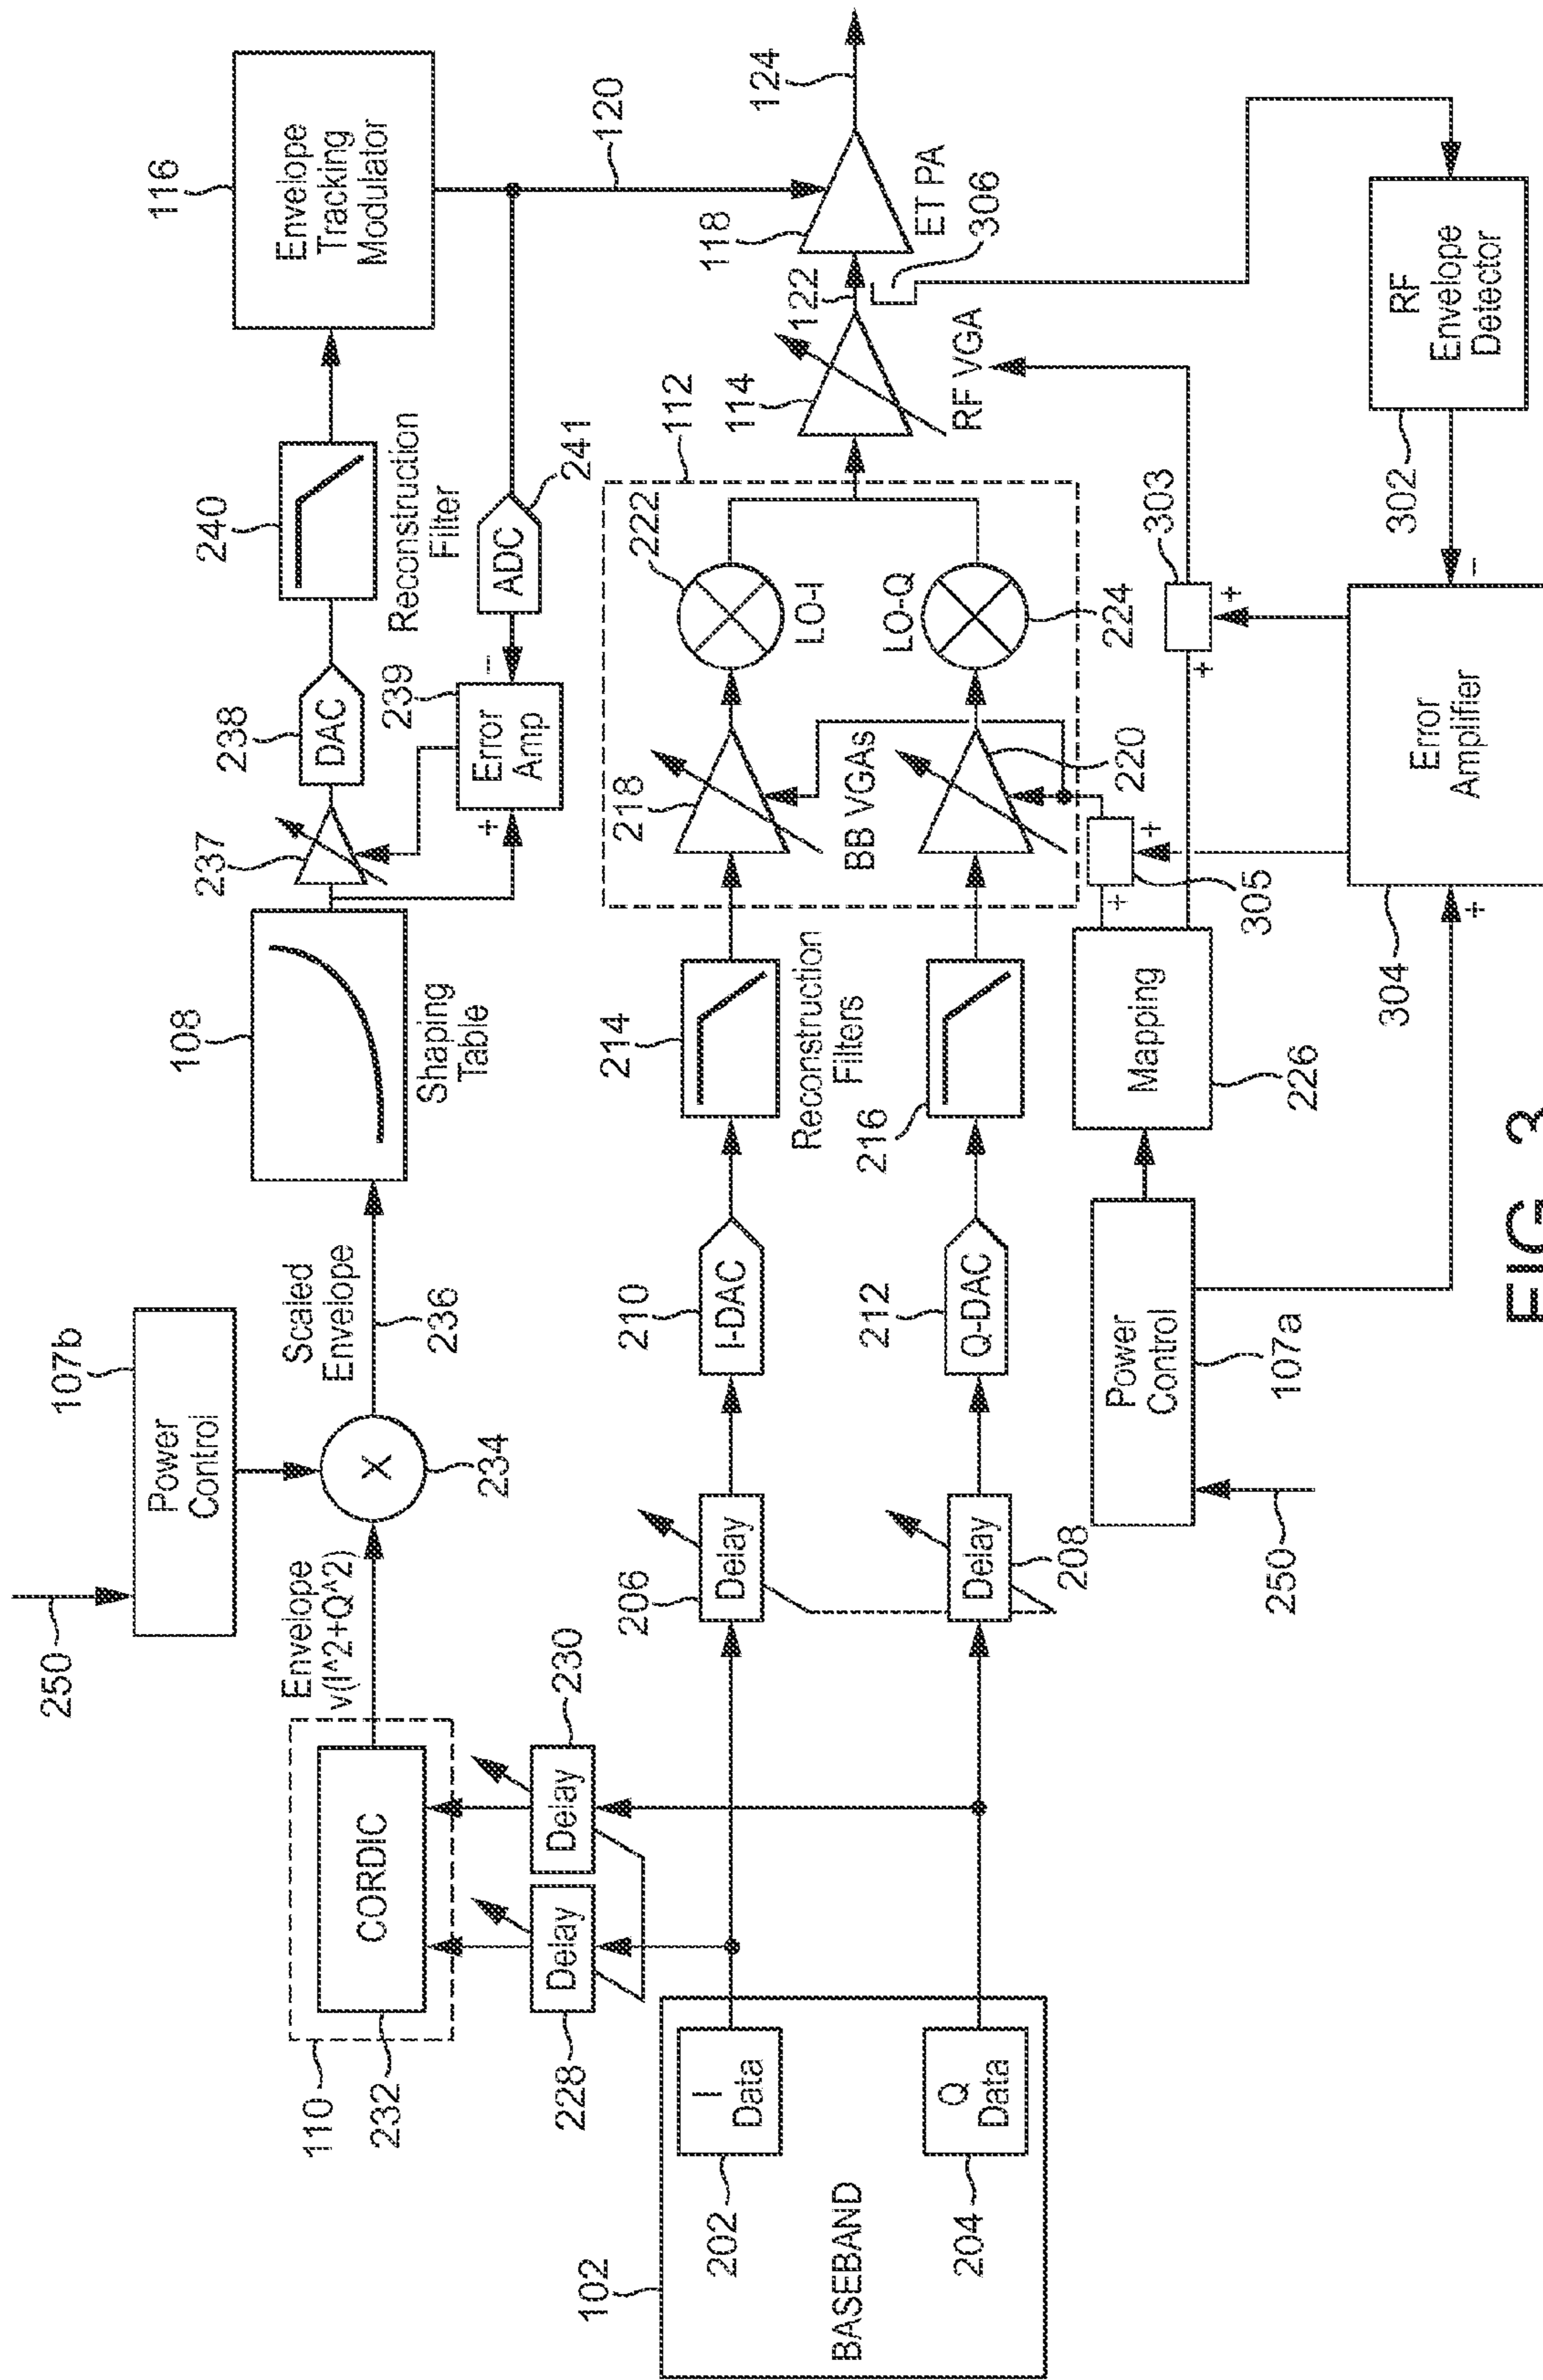 250
107b
Power
Control
110
CORDIC
232
Envelope
v(I^2+Q^2)
X
234
Scaled
Envelope
236
108
Shaping
Table
237
238
DAC
240
Reconstruction
Filter
116
Envelope
Tracking
Modulator
239
Error
Amp
+
−
ADC
241
120
228
Delay
230
Delay
102
BASEBAND
202
I
Data
204
Q
Data
206
Delay
208
Delay
210
I-DAC
212
Q-DAC
214
Reconstruction
Filters
216
112
218
BB VGAs
220
222
LO-I
LO-Q
224
114
RF VGA
122
118
ET PA
306
124
250
Power
Control
107a
Mapping
226
+
+
305
+
+
303
304
+
Error
Amplifier
−
302
RF
Envelope
Detector
FIG. 3